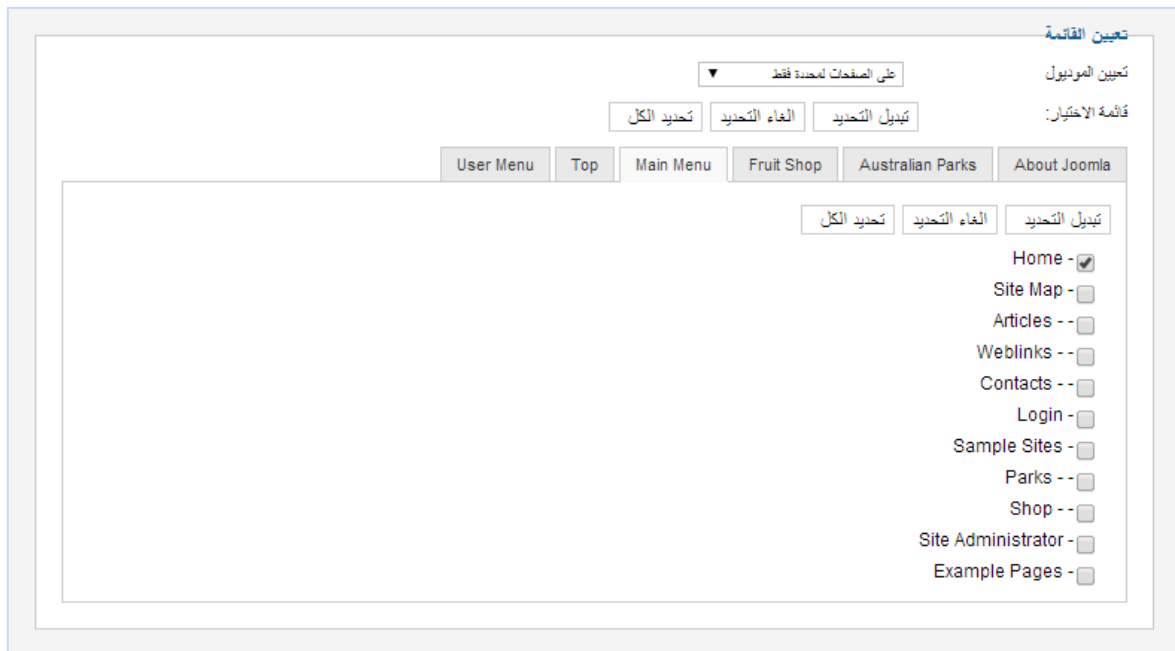 تعيين القائمة
تعيين الموديول على الصفحات لمحددة فقط
قائمة الاختيار: تبديل التحديد الغاء التحديد تحديد الكل
About Joomla Australian Parks Fruit Shop Main Menu Top User Menu
تبديل التحديد الغاء التحديد تحديد الكل
Home -
Site Map -
Articles - -
Weblinks - -
Contacts - -
Login -
Sample Sites -
Parks - -
Shop - -
Site Administrator -
Example Pages -